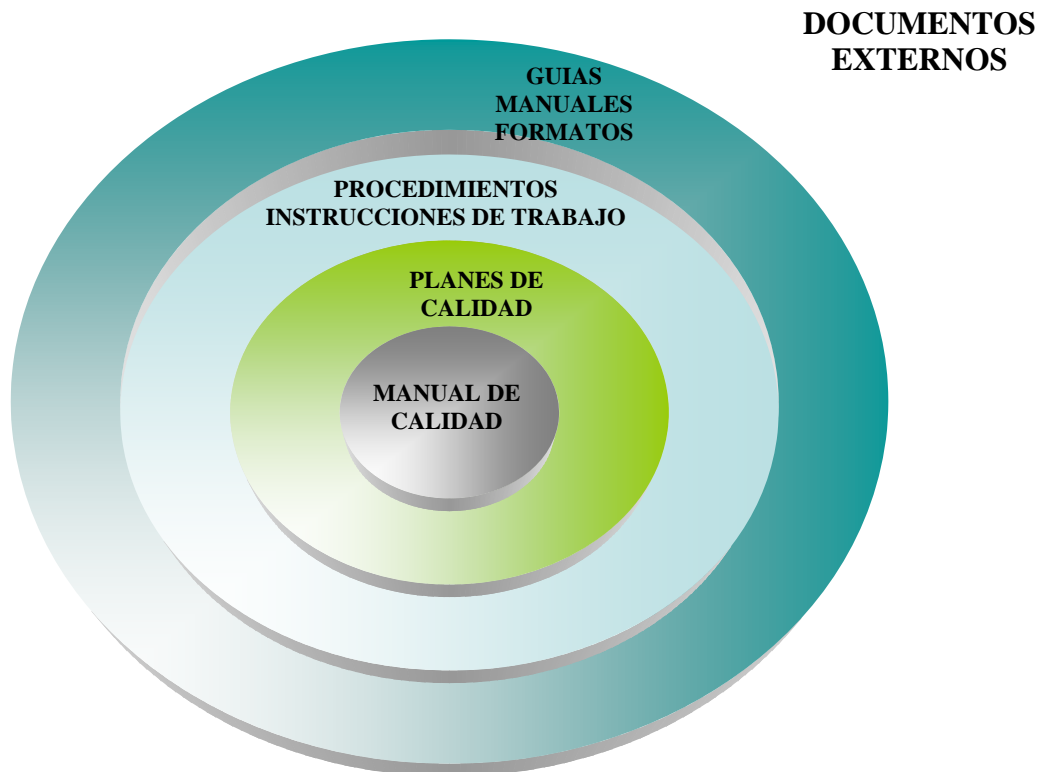 DOCUMENTOS
EXTERNOS
GUIAS
MANUALES
FORMATOS
PROCEDIMIENTOS
INSTRUCCIONES DE TRABAJO
PLANES DE
CALIDAD
MANUAL DE
CALIDAD